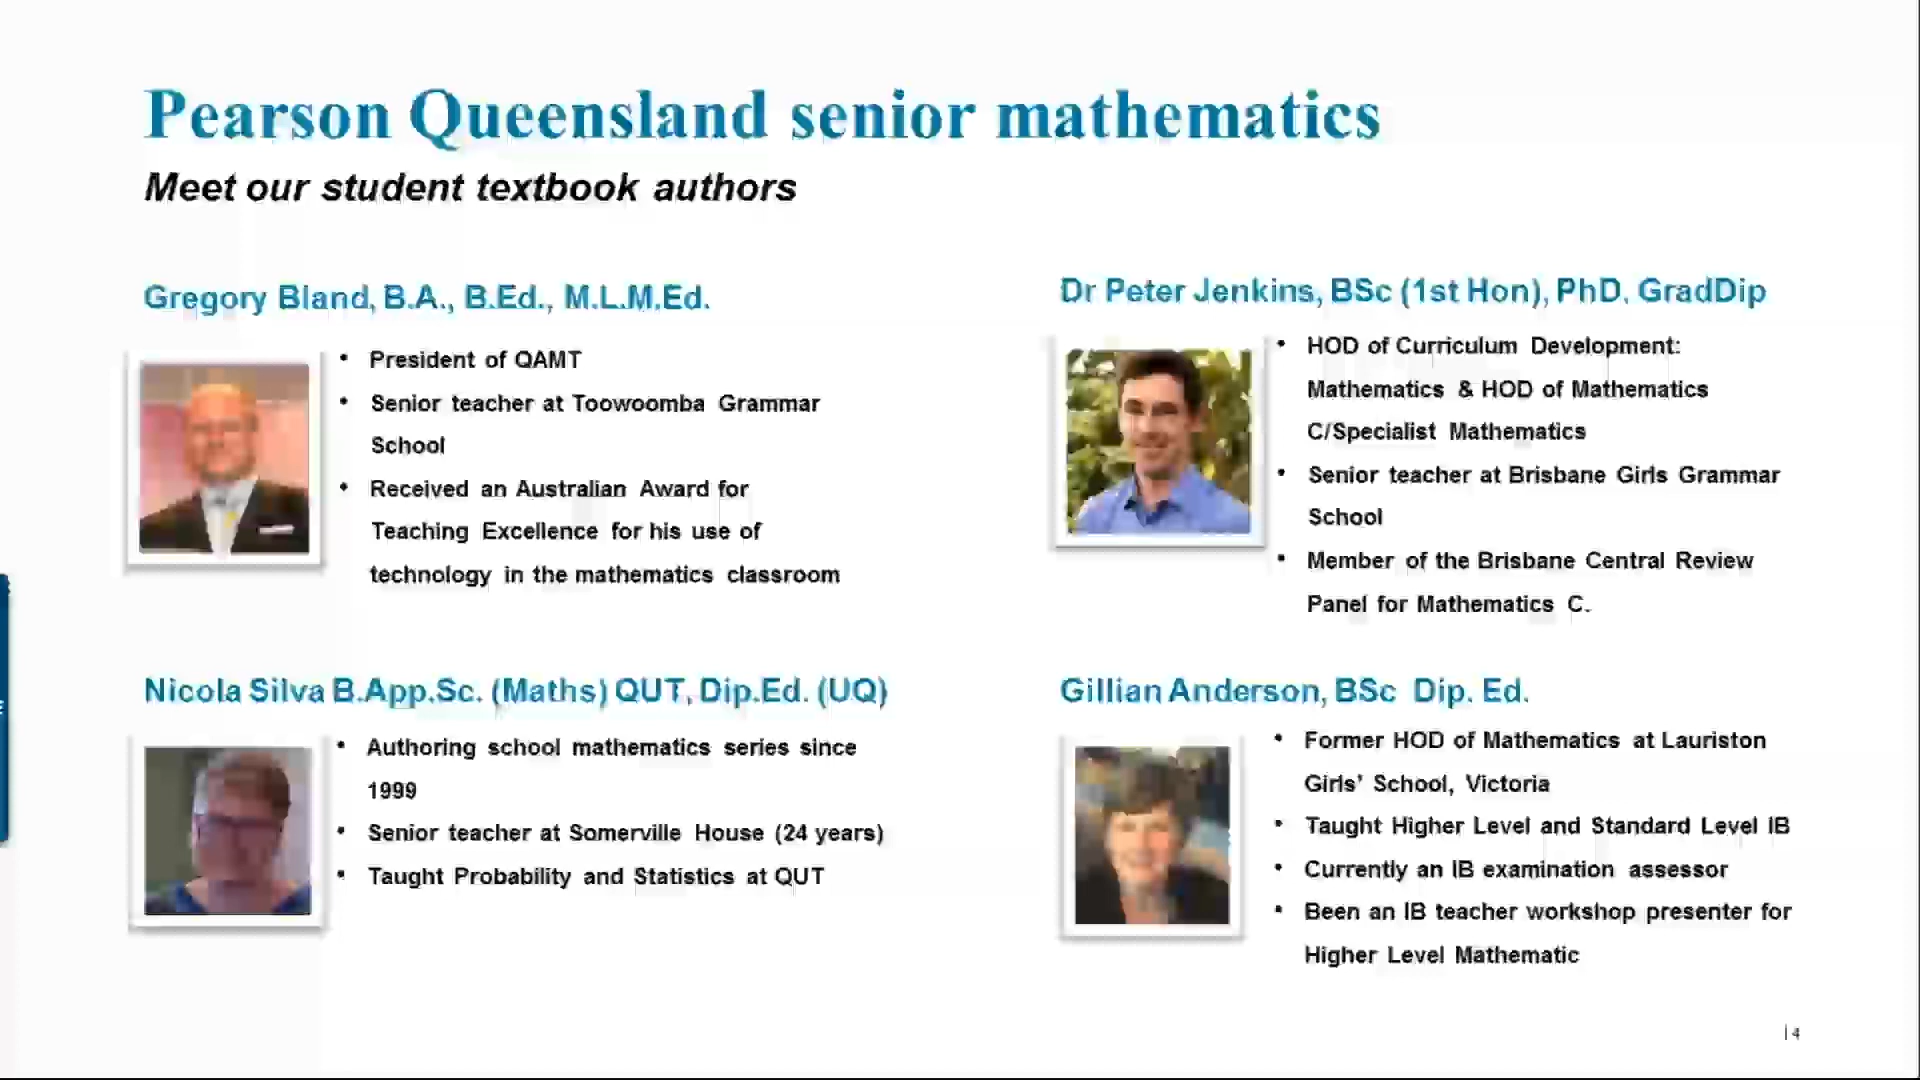 Pearson Queensland senior mathematics
Meet our student textbook authors
Gregory Bland, B.A., B.Ed., M.L.M.Ed.
• President of QAMT
• Senior teacher at Toowoomba Grammar
School
• Received an Australian Award for
Teaching Excellence for his use of
technology in the mathematics classroom
Dr Peter Jenkins, BSc (1st Hon), PhD. GradDip
• HOD of Curriculum Development:
Mathematics & HOD of Mathematics
C/Specialist Mathematics
• Senior teacher at Brisbane Girls Grammar
School
• Member of the Brisbane Central Review
Panel for Mathematics C.
Nicola Silva B.App.Sc. (Maths) QUT, Dip.Ed. (UQ)
• Authoring school mathematics series since
1999
• Senior teacher at Somerville House (24 years)
• Taught Probability and Statistics at QUT
Gillian Anderson, BSc Dip. Ed.
• Former HOD of Mathematics at Lauriston
Girls’ School, Victoria
• Taught Higher Level and Standard Level IB
• Currently an IB examination assessor
• Been an IB teacher workshop presenter for
Higher Level Mathematic
| 4